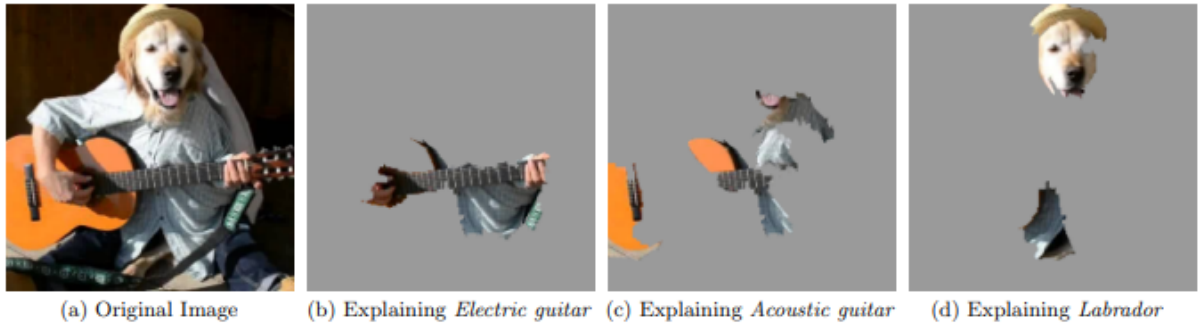 (a) Original Image
(b) Explaining Electric guitar
(c) Explaining Acoustic guitar
(d) Explaining Labrador